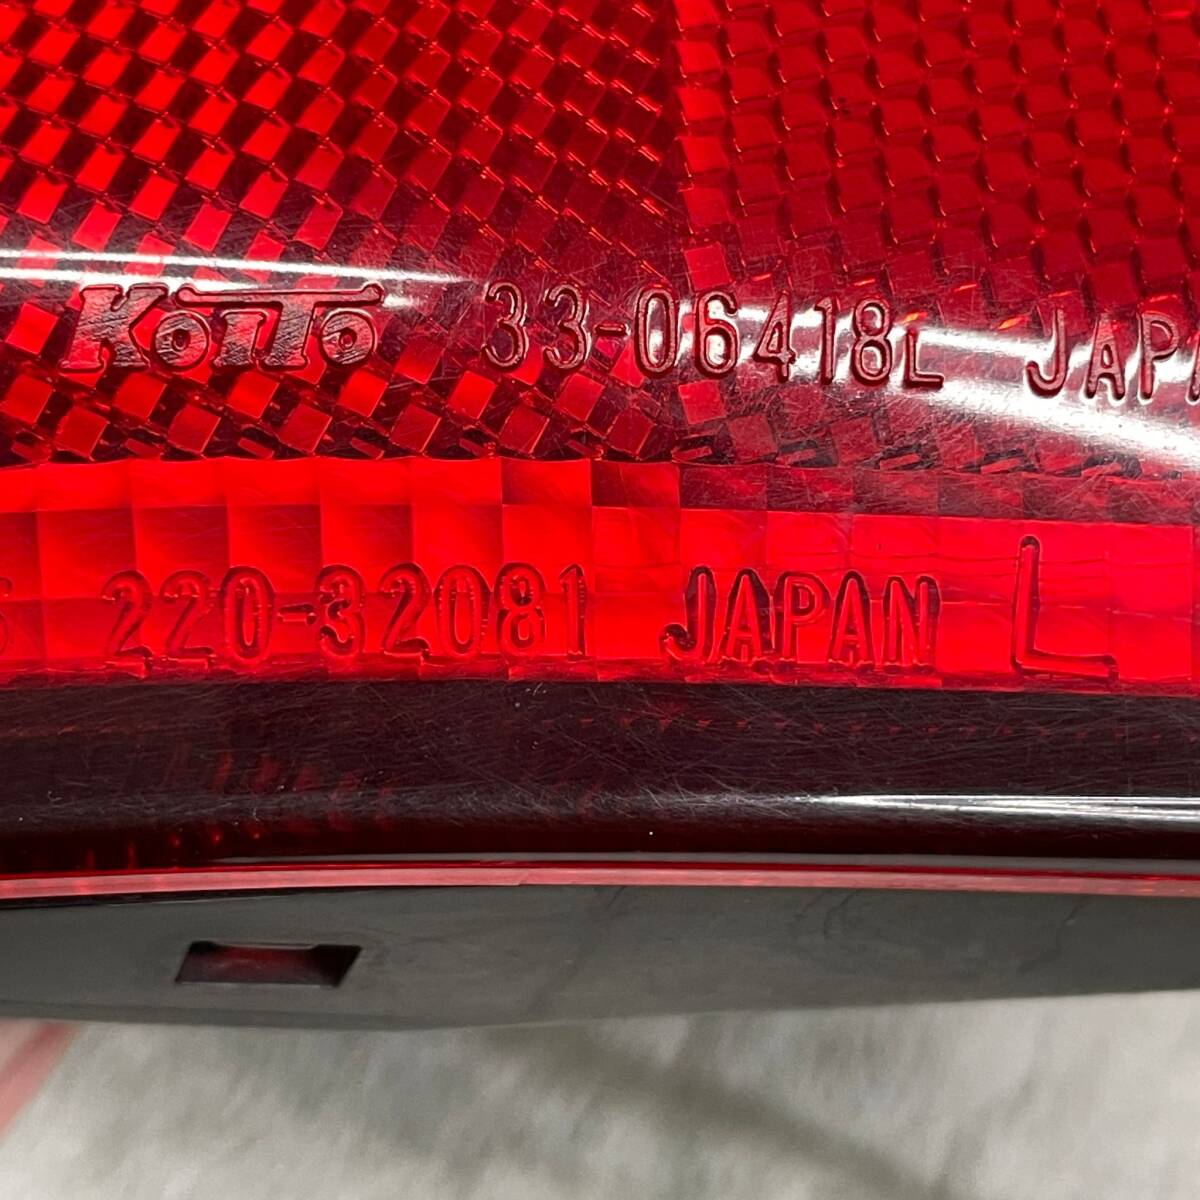 KOITO 33-06418L JAPA
S 220-32081 JAPAN L